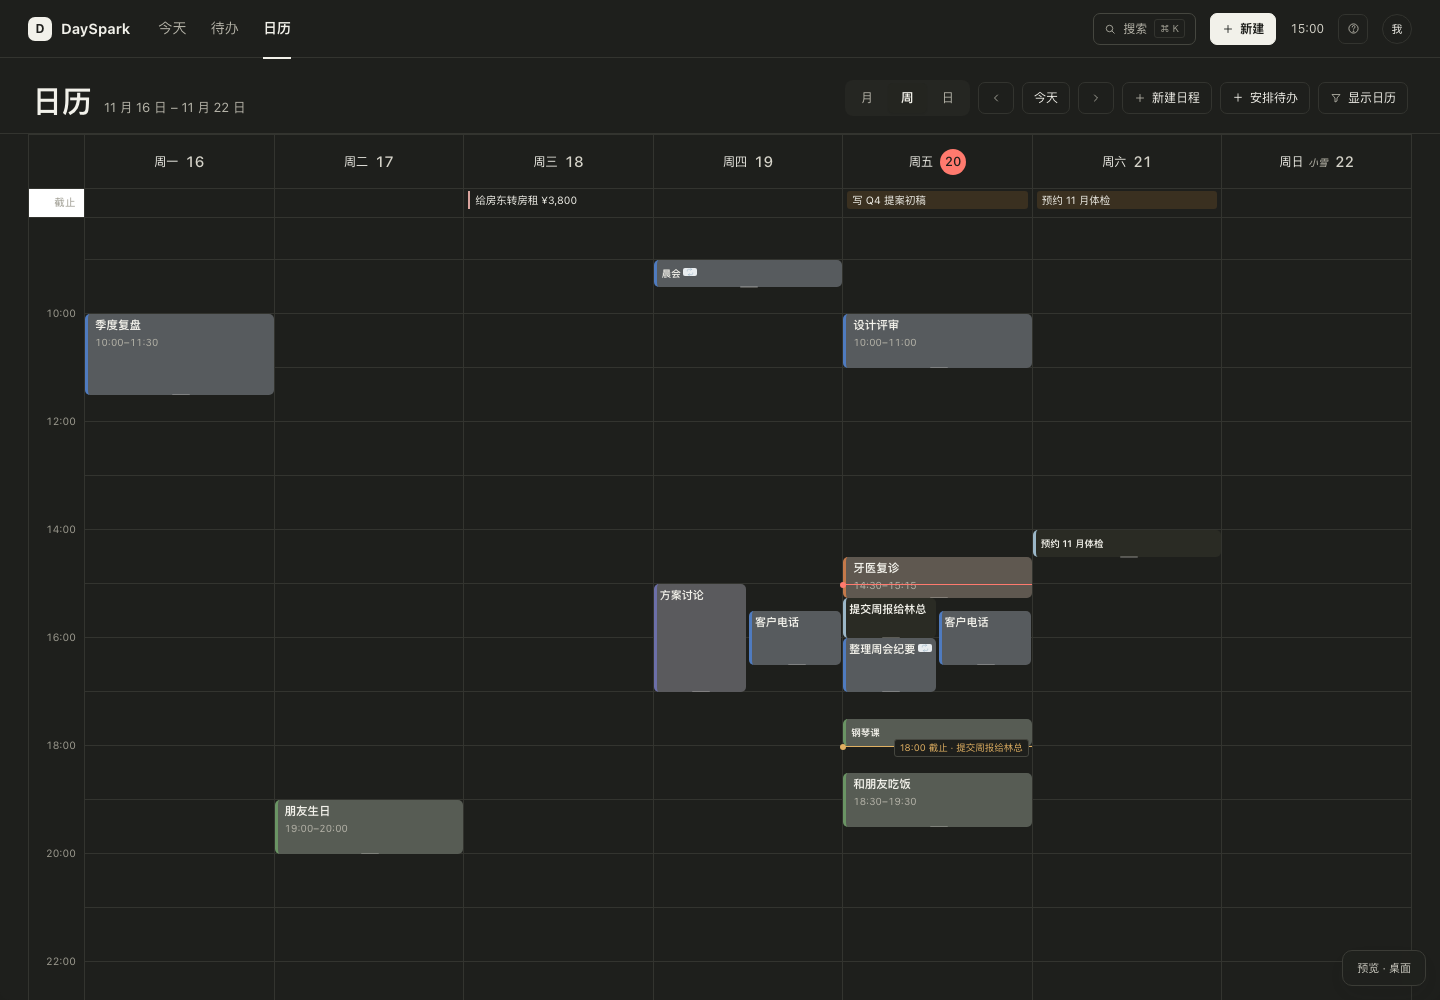 D DaySpark 今天 待办 日历 搜索 ⌘ K + 新建 15:00 我
日历 11 月 16 日 – 11 月 22 日 月 周 日 今天 + 新建日程 + 安排待办 显示日历
周一 16 周二 17 周三 18 周四 19 周五 20 周六 21 周日 小雪 22
截止 给房东转房租 ¥3,800 写 Q4 提案初稿 预约 11 月体检
晨会
10:00
季度复盘
10:00–11:30
设计评审
10:00–11:00
12:00
14:00
预约 11 月体检
牙医复诊
14:30–15:15
方案讨论
提交周报给林总
客户电话
客户电话
16:00
整理周会纪要
钢琴课
18:00
18:00 截止 · 提交周报给林总
和朋友吃饭
18:30–19:30
朋友生日
19:00–20:00
20:00
22:00
预览 · 桌面